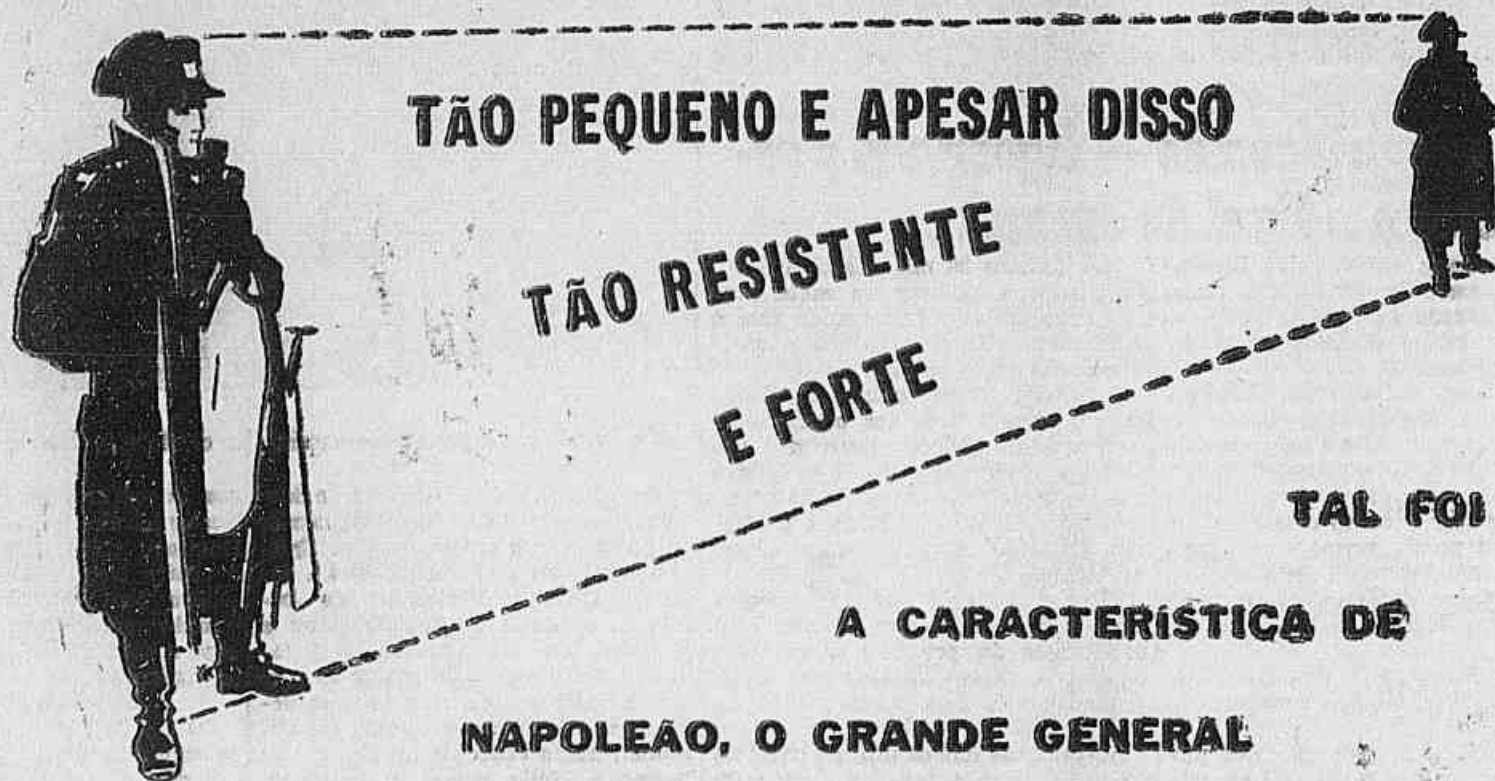 TÃO PEQUENO E APESAR DISSO
TÃO RESISTENTE
E FORTE
TAL FOI
A CARACTERÍSTICA DE
NAPOLEÃO, O GRANDE GENERAL